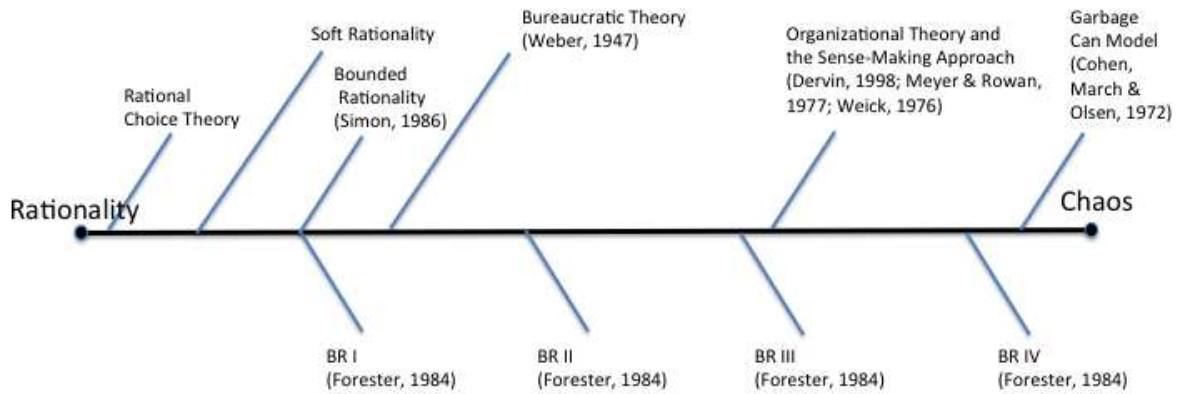 Rational
Choice Theory
Soft Rationality
Bounded
Rationality
(Simon, 1986)
Bureaucratic Theory
(Weber, 1947)
Organizational Theory and
the Sense-Making Approach
(Dervin, 1998; Meyer & Rowan,
1977; Weick, 1976)
Garbage
Can Model
(Cohen,
March &
Olsen, 1972)
Rationality
Chaos
BR I
(Forester, 1984)
BR II
(Forester, 1984)
BR III
(Forester, 1984)
BR IV
(Forester, 1984)